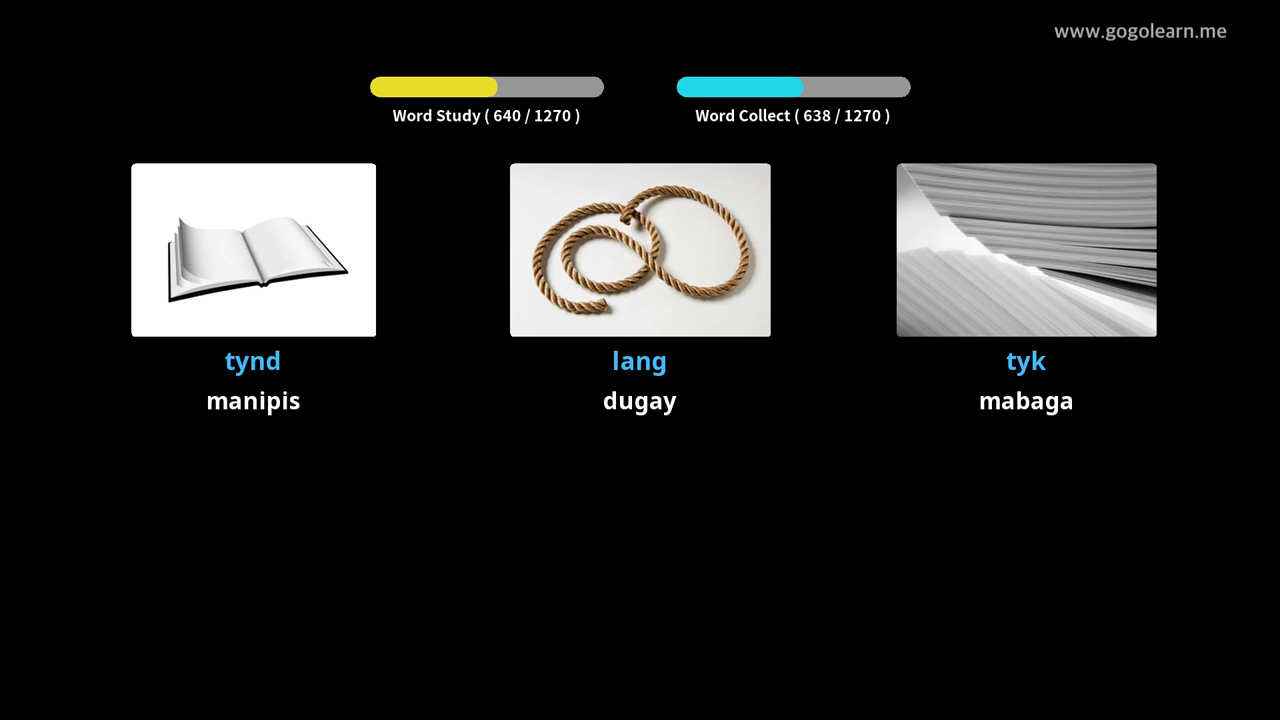 www.gogolearn.me
Word Study ( 640 / 1270 )
Word Collect ( 638 / 1270 )
tynd
manipis
lang
dugay
tyk
mabaga